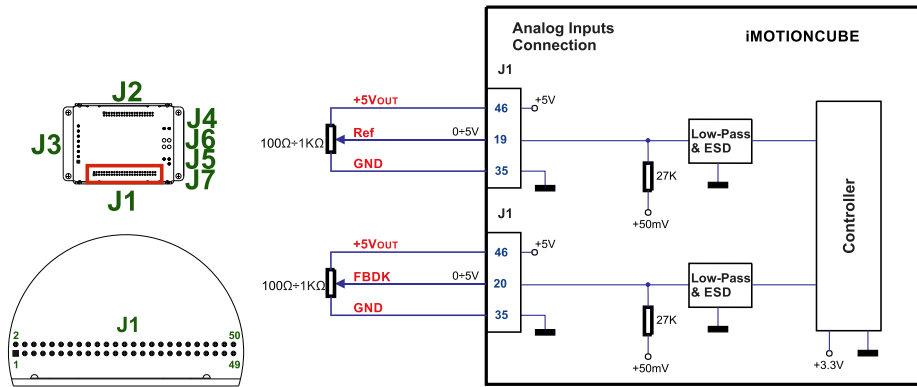 Analog Inputs
Connection
iMOTIONCUBE
J2
J4
J3
J6
J5
J7
J1
J1
+5VOUT
46
+5V
100Ω÷1KΩ
Ref
0÷5V
19
Low-Pass
& ESD
GND
35
27K
+50mV
Controller
J1
+5VOUT
46
+5V
100Ω÷1KΩ
FBDK
0÷5V
20
Low-Pass
& ESD
GND
35
27K
+50mV
+3.3V
J1
2
50
1
49